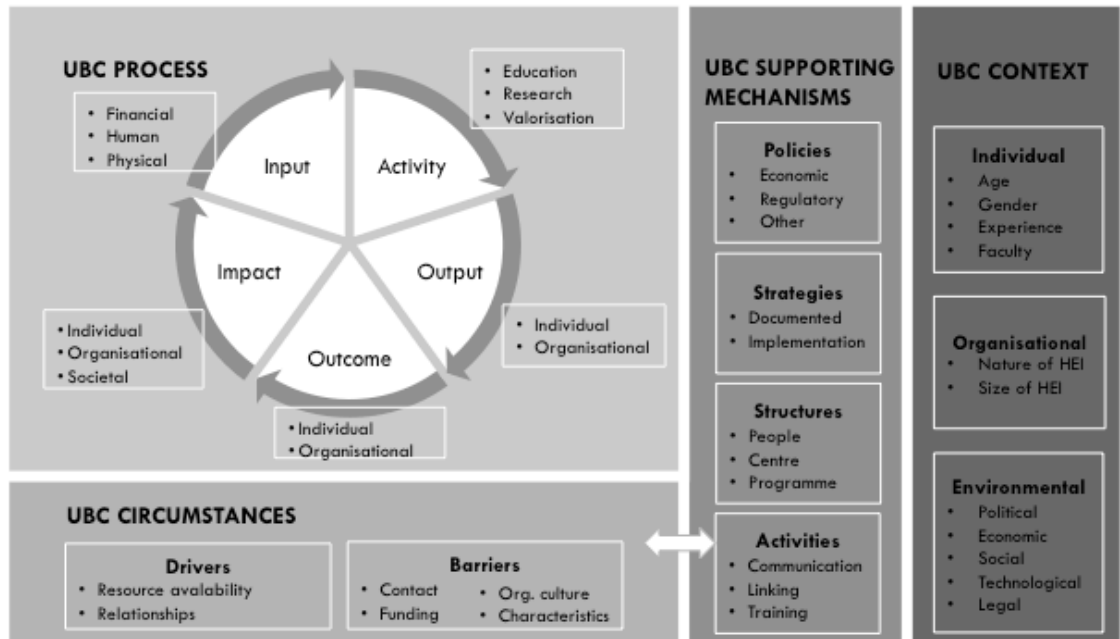 UBC PROCESS
• Financial
• Human
• Physical
• Education
• Research
• Valorisation
Input
Activity
Impact
Output
Outcome
• Individual
• Organisational
• Societal
• Individual
• Organisational
• Individual
• Organisational
UBC CIRCUMSTANCES
Drivers
• Resource avalability
• Relationships
Barriers
• Contact
• Funding
• Org. culture
• Characteristics
UBC SUPPORTING
MECHANISMS
Policies
• Economic
• Regulatory
• Other
Strategies
• Documented
• Implementation
Structures
• People
• Centre
• Programme
Activities
• Communication
• Linking
• Training
UBC CONTEXT
Individual
• Age
• Gender
• Experience
• Faculty
Organisational
• Nature of HEI
• Size of HEI
Environmental
• Political
• Economic
• Social
• Technological
• Legal